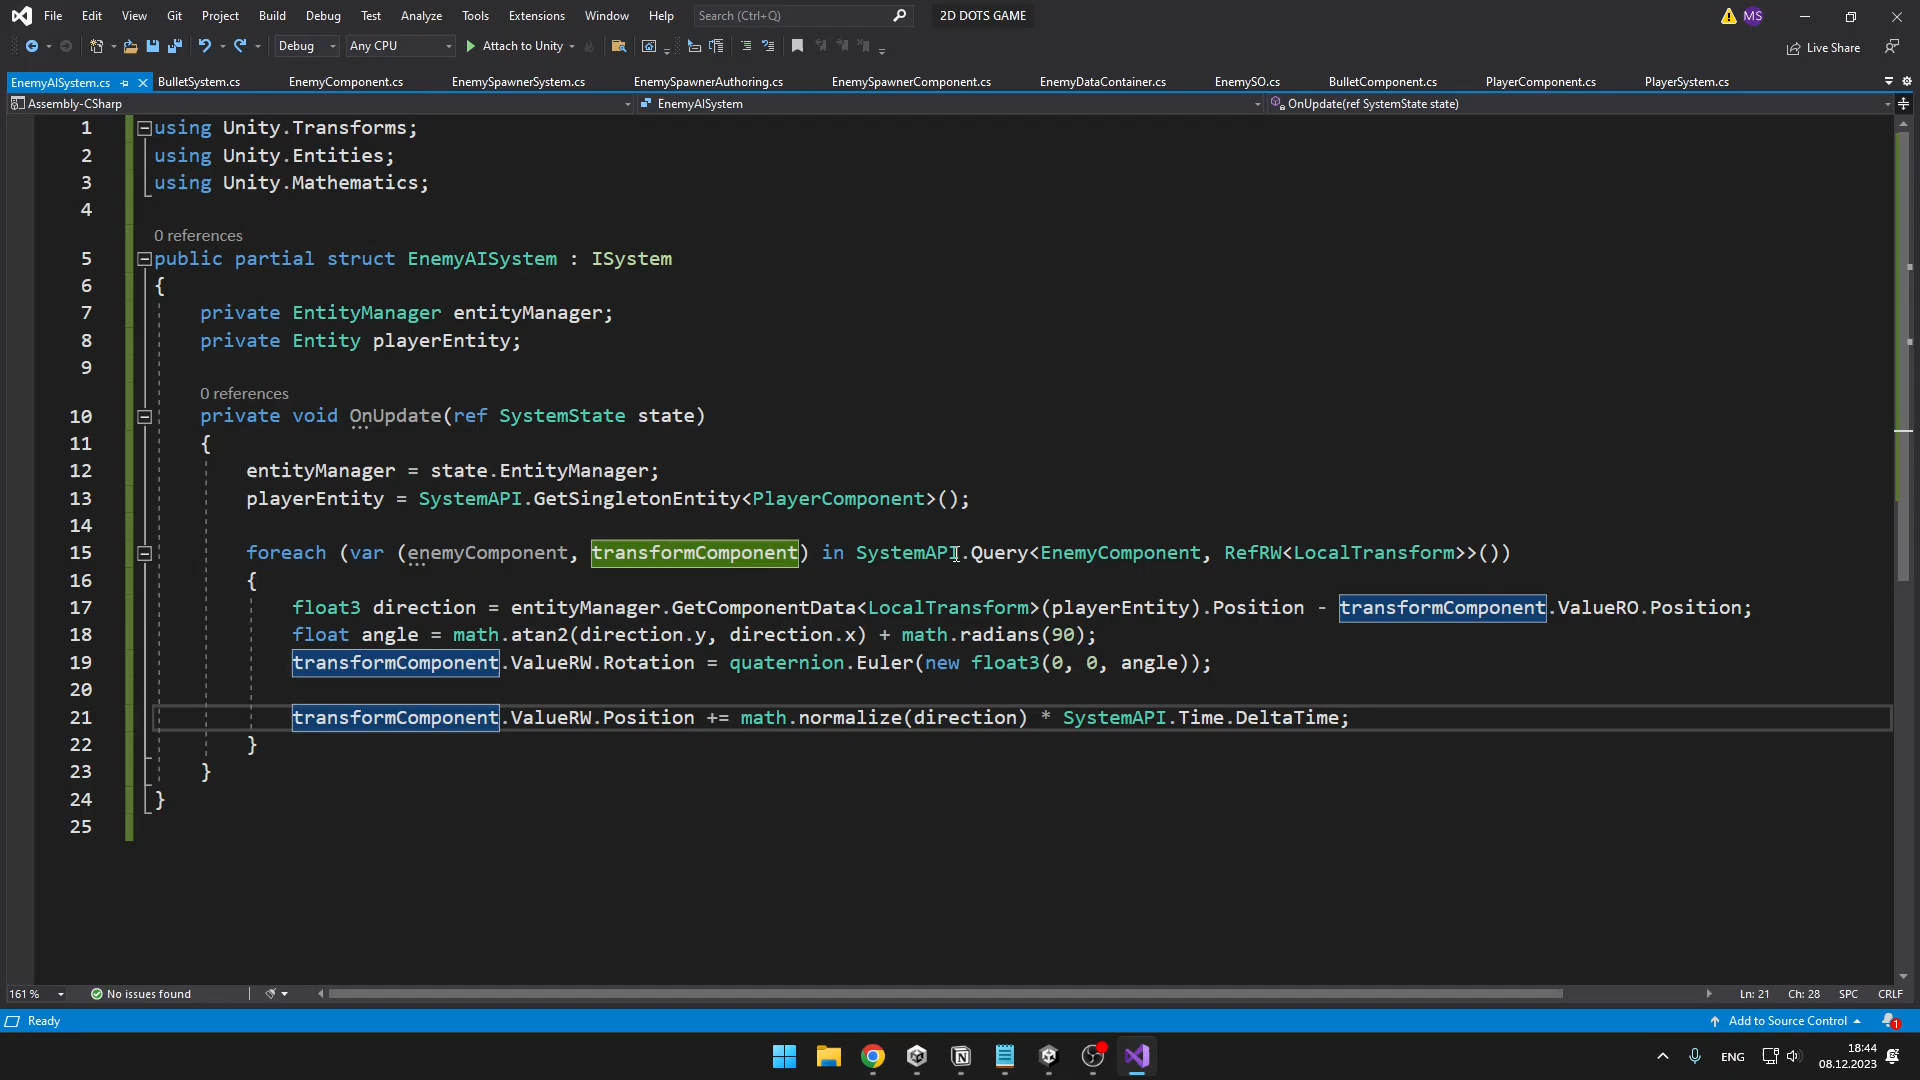 File Edit View Git Project Build Debug Test Analyze Tools Extensions Window Help Search (Ctrl+Q) 2D DOTS GAME MS
Debug Any CPU Attach to Unity Live Share
EnemyAISystem.cs BulletSystem.cs EnemyComponent.cs EnemySpawnerSystem.cs EnemySpawnerAuthoring.cs EnemySpawnerComponent.cs EnemyDataContainer.cs EnemySO.cs BulletComponent.cs PlayerComponent.cs PlayerSystem.cs
Assembly-CSharp EnemyAISystem OnUpdate(ref SystemState state)
1 using Unity.Transforms;
2 using Unity.Entities;
3 using Unity.Mathematics;
4
0 references
5 public partial struct EnemyAISystem : ISystem
6 {
7 private EntityManager entityManager;
8 private Entity playerEntity;
9
0 references
10 private void OnUpdate(ref SystemState state)
11 {
12 entityManager = state.EntityManager;
13 playerEntity = SystemAPI.GetSingletonEntity<PlayerComponent>();
14
15 foreach (var (enemyComponent, transformComponent) in SystemAPI.Query<EnemyComponent, RefRW<LocalTransform>>())
16 {
17 float3 direction = entityManager.GetComponentData<LocalTransform>(playerEntity).Position - transformComponent.ValueRO.Position;
18 float angle = math.atan2(direction.y, direction.x) + math.radians(90);
19 transformComponent.ValueRW.Rotation = quaternion.Euler(new float3(0, 0, angle));
20
21 transformComponent.ValueRW.Position += math.normalize(direction) * SystemAPI.Time.DeltaTime;
22 }
23 }
24 }
25
161 % No issues found Ln: 21 Ch: 28 SPC CRLF
Ready Add to Source Control 1
ENG 18:44
08.12.2023